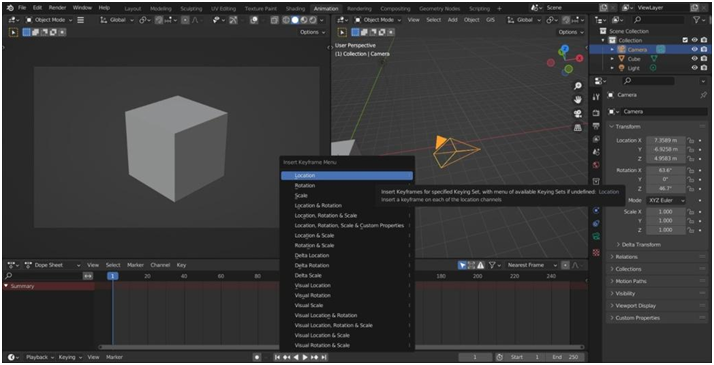 File Edit Render Window Help Layout Modeling Sculpting UV Editing Texture Paint Shading Animation Rendering Compositing Geometry Nodes Scripting Scene ViewLayer
Object Mode Global Object Mode View Select Add Object GIS Global
Options Options
User Perspective
(1) Collection | Camera
Scene Collection
Collection
Camera
Cube
Light
Camera
Camera
Transform
Location X 7.3589 m
Y -6.9258 m
Z 4.9583 m
Rotation X 63.6°
Y 0°
Z 46.7°
Mode XYZ Euler
Scale X 1.000
Y 1.000
Z 1.000
Delta Transform
Relations
Collections
Motion Paths
Visibility
Viewport Display
Custom Properties
Insert Keyframe Menu
Location
Rotation
Scale
Location & Rotation
Location, Rotation & Scale
Location, Rotation, Scale & Custom Properties
Location & Scale
Rotation & Scale
Delta Location
Delta Rotation
Delta Scale
Visual Location
Visual Rotation
Visual Scale
Visual Location & Rotation
Visual Location, Rotation & Scale
Visual Location & Scale
Visual Rotation & Scale
Insert Keyframes for specified Keying Set, with menu of available Keying Sets if undefined: Location
Insert a keyframe on each of the location channels
Dope Sheet View Select Marker Channel Key Nearest Frame
1 20 40 60 80 180 200 220 240
Summary
Playback Keying View Marker 1 Start 1 End 250